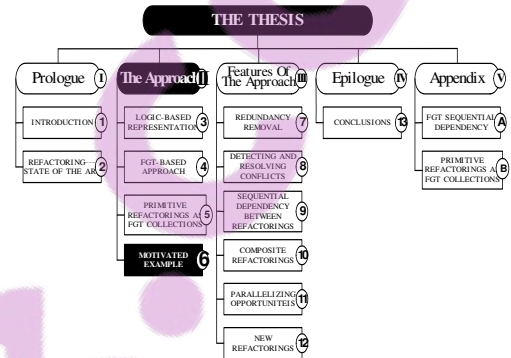 THE THESIS
Prologue I
The Approach II
Features Of
The Approach III
Epilogue IV
Appendix V
INTRODUCTION 1
REFACTORING
STATE OF THE AR 2
LOGIC-BASED
REPRESENTATION 3
FGT-BASED
APPROACH 4
PRIMITIVE
REFACTORINGS AS
FGT COLLECTIONS 5
MOTIVATED
EXAMPLE 6
REDUNDANCY
REMOVAL 7
DETECTING AND
RESOLVING
CONFLICTS 8
SEQUENTIAL
DEPENDENCY
BETWEEN
REFACTORINGS 9
COMPOSITE
REFACTORINGS 10
PARALLELIZING
OPPORTUNITEIS 11
NEW
REFACTORINGS 12
CONCLUSIONS 13
FGT SEQUENTIAL
DEPENDENCY A
PRIMITIVE
REFACTORINGS AS
FGT COLLECTIONS B